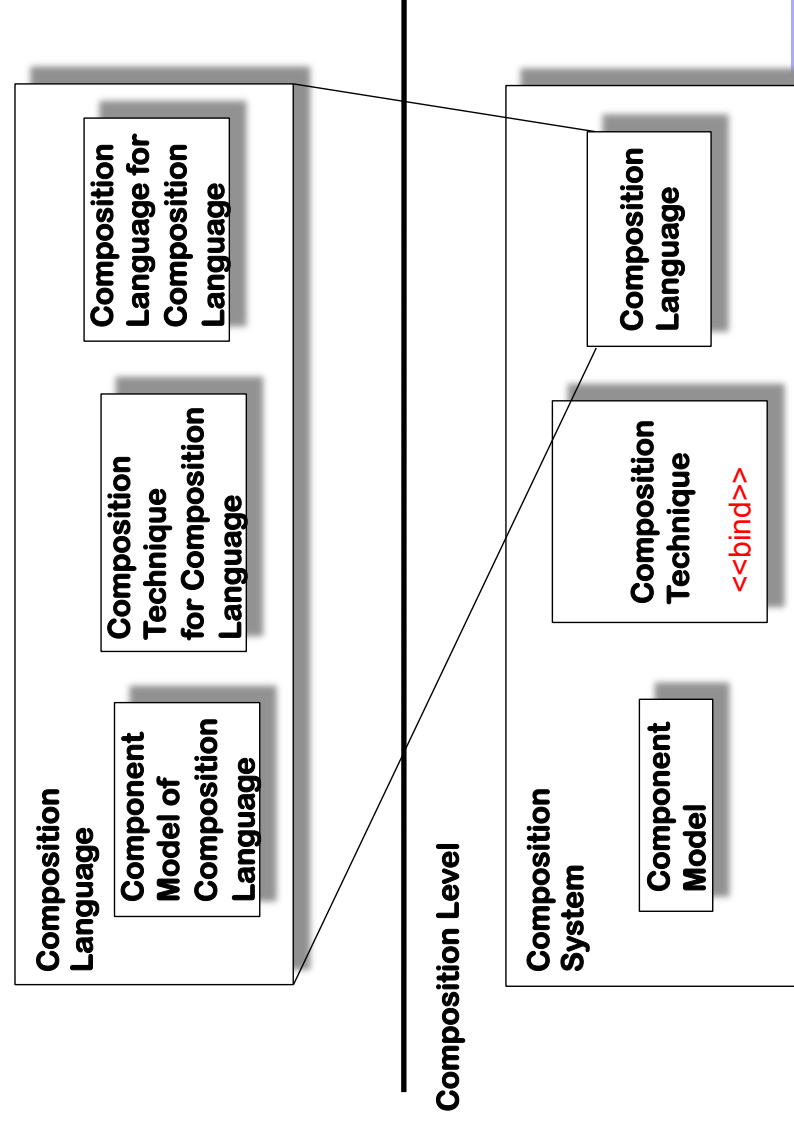 Composition
Language
Component
Model of
Composition
Language
Composition
Technique
for Composition
Language
Composition
Language for
Composition
Language
Composition Level
Composition
System
Component
Model
Composition
Technique
<<bind>>
Composition
Language